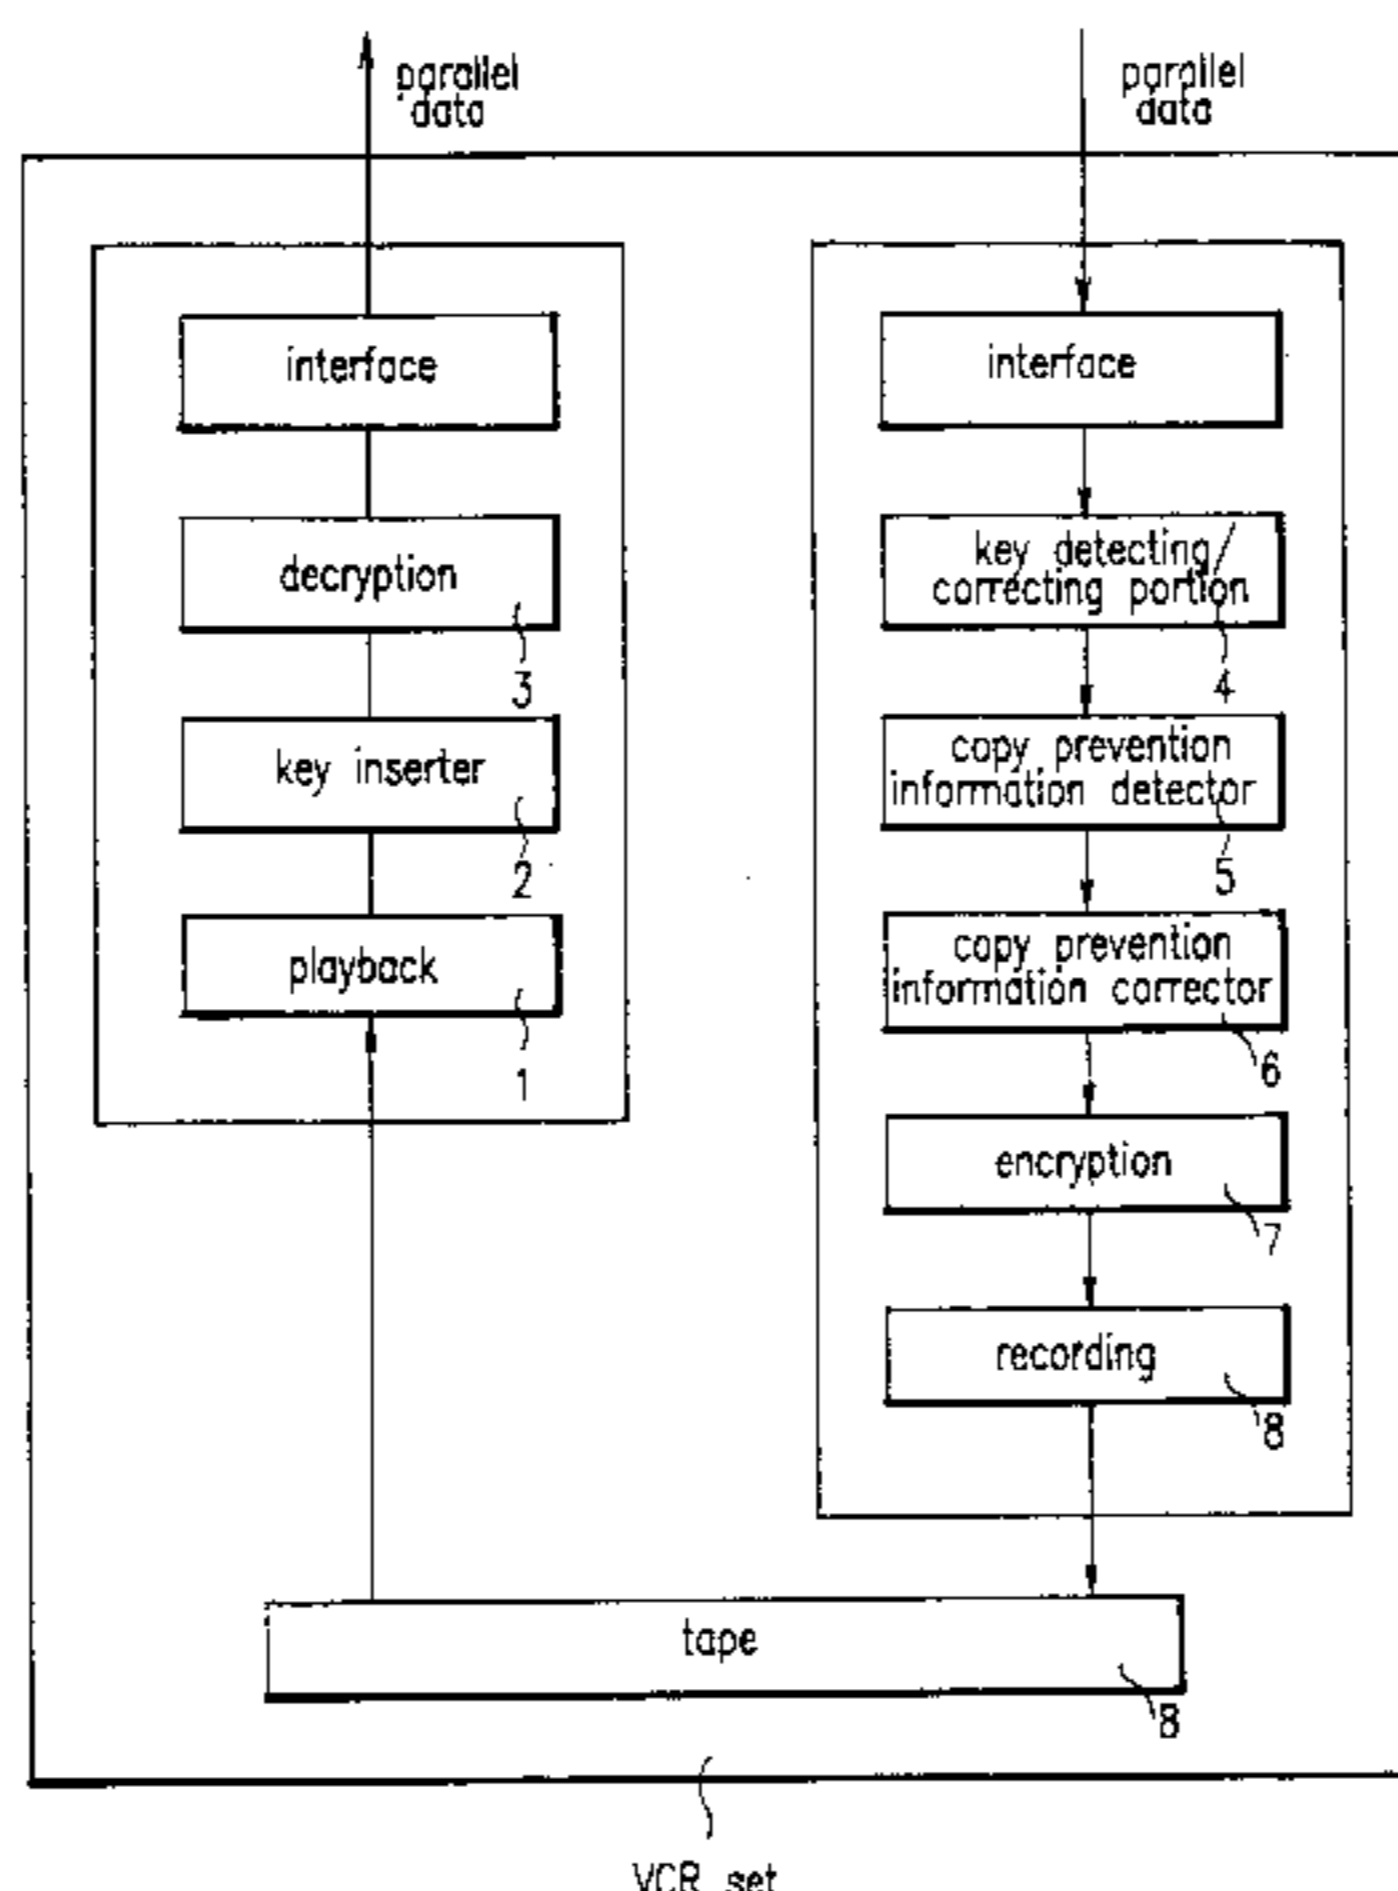 parallel
data
parallel
data
interface
decryption
3
key inserter
2
playback
1
interface
key detecting
correcting portion
4
copy prevention
information detector
5
copy prevention
information corrector
6
encryption
7
recording
8
tape
8
VCR set